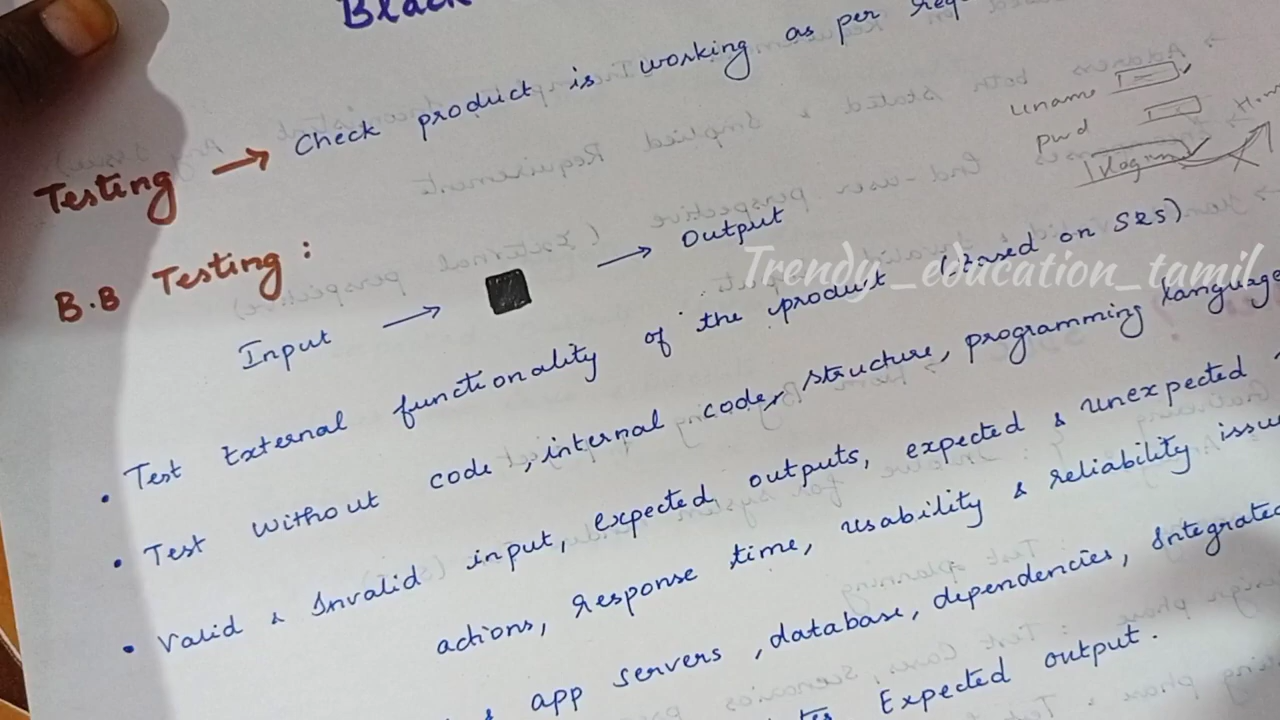 Black
Testing → Check product is working as per req
uname
pwd
login
B.B Testing :
Input → → Output
Trendy_education_tamil
• Test External functionality of the product (Based on SRS)
• Test without code, internal code, structure, programming language
• Valid & Invalid input, expected outputs, expected & unexpected
actions, response time, usability & reliability issu
& app servers, database, dependencies, Integrated
Expected output.